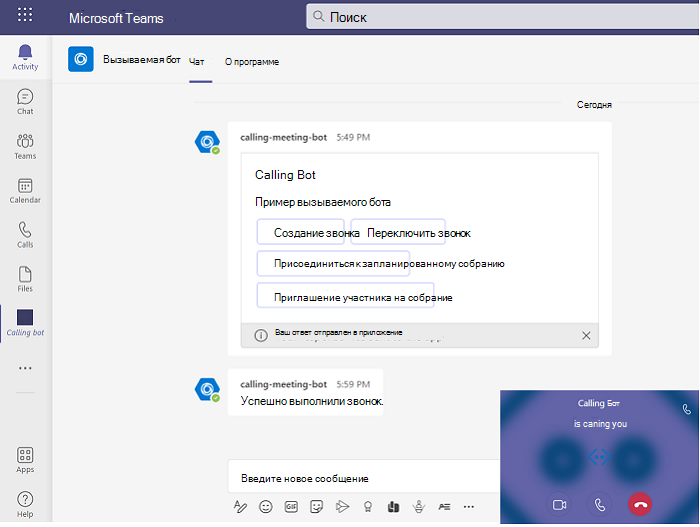 Microsoft Teams
Поиск
Activity
Chat
Teams
Calendar
Calls
Files
Calling bot
Apps
Help
Вызываемая бот
Чат
О программе
Сегодня
calling-meeting-bot 5:49 PM
Calling Bot
Пример вызываемого бота
Создание звонка
Переключить звонок
Присоединиться к запланированному собранию
Приглашение участника на собрание
Ваш ответ отправлен в приложение
calling-meeting-bot 5:59 PM
Успешно выполнили звонок.
Введите новое сообщение
GIF
Calling Бот
is caning you